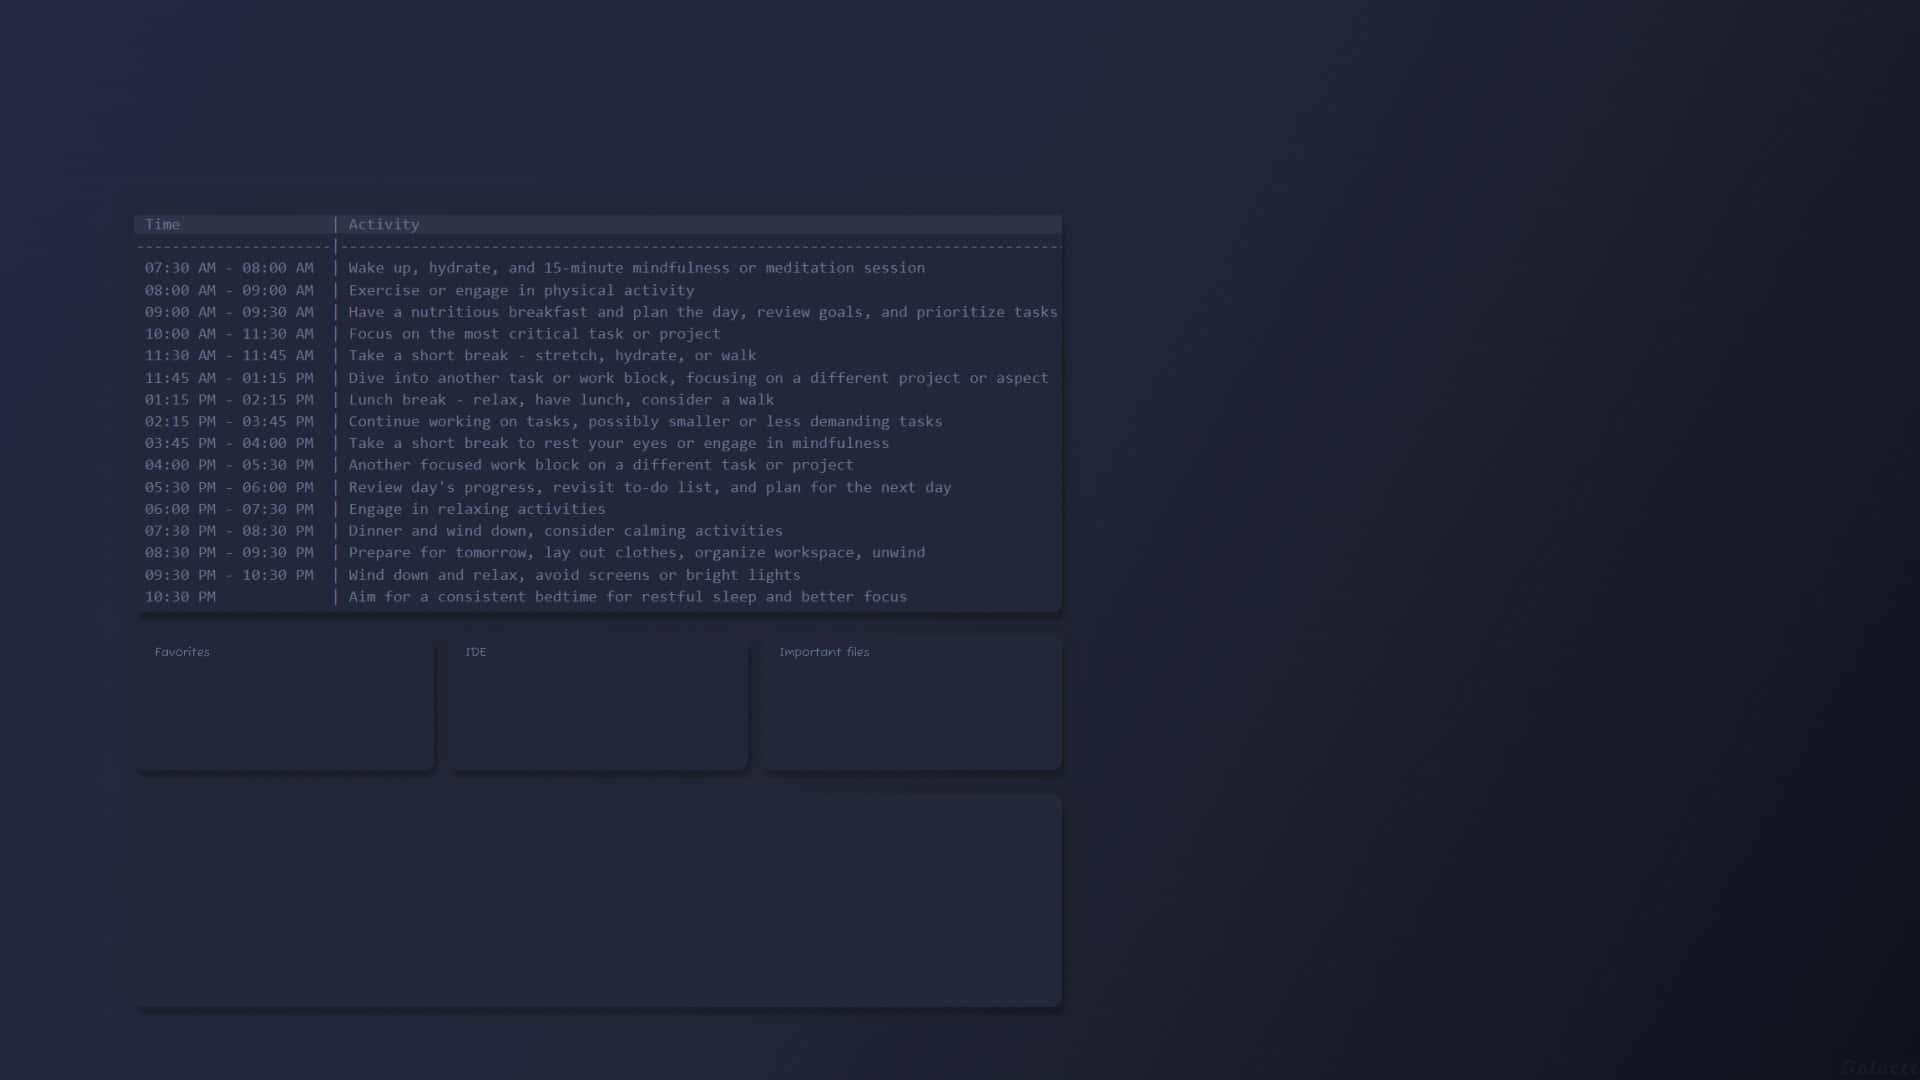 Time | Activity
----------------------|---------------------------------------------------------------------------------
07:30 AM - 08:00 AM | Wake up, hydrate, and 15-minute mindfulness or meditation session
08:00 AM - 09:00 AM | Exercise or engage in physical activity
09:00 AM - 09:30 AM | Have a nutritious breakfast and plan the day, review goals, and prioritize tasks
10:00 AM - 11:30 AM | Focus on the most critical task or project
11:30 AM - 11:45 AM | Take a short break - stretch, hydrate, or walk
11:45 AM - 01:15 PM | Dive into another task or work block, focusing on a different project or aspect
01:15 PM - 02:15 PM | Lunch break - relax, have lunch, consider a walk
02:15 PM - 03:45 PM | Continue working on tasks, possibly smaller or less demanding tasks
03:45 PM - 04:00 PM | Take a short break to rest your eyes or engage in mindfulness
04:00 PM - 05:30 PM | Another focused work block on a different task or project
05:30 PM - 06:00 PM | Review day's progress, revisit to-do list, and plan for the next day
06:00 PM - 07:30 PM | Engage in relaxing activities
07:30 PM - 08:30 PM | Dinner and wind down, consider calming activities
08:30 PM - 09:30 PM | Prepare for tomorrow, lay out clothes, organize workspace, unwind
09:30 PM - 10:30 PM | Wind down and relax, avoid screens or bright lights
10:30 PM | Aim for a consistent bedtime for restful sleep and better focus
Favorites
IDE
Important files